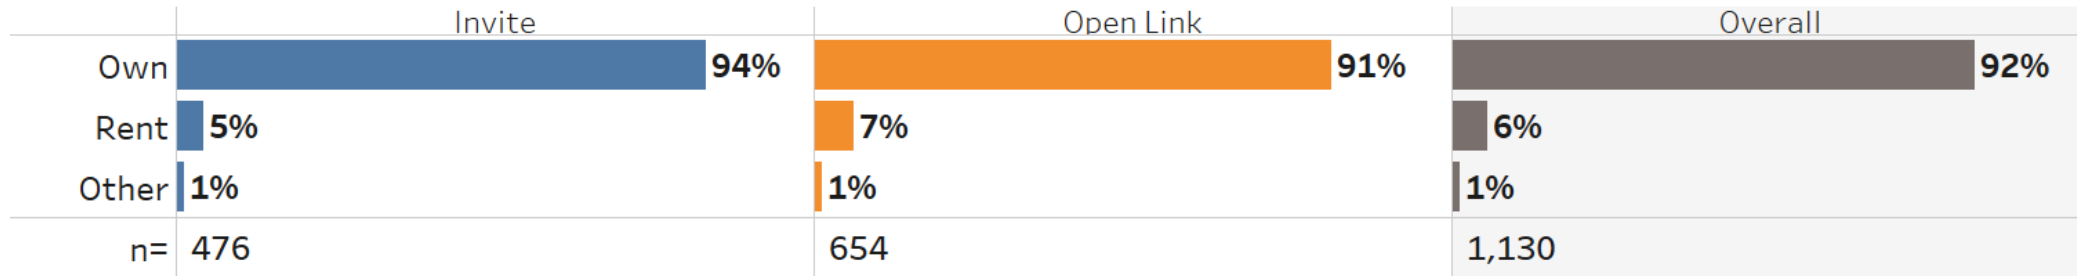 Invite Open Link Overall
Own 94% 91% 92%
Rent 5% 7% 6%
Other 1% 1% 1%
n= 476 654 1,130